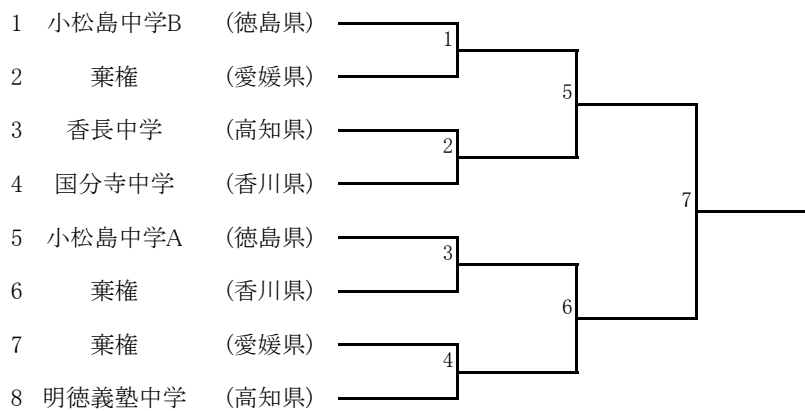 1 小松島中学B (徳島県)
2 棄権 (愛媛県)
3 香長中学 (高知県)
4 国分寺中学 (香川県)
5 小松島中学A (徳島県)
6 棄権 (香川県)
7 棄権 (愛媛県)
8 明徳義塾中学 (高知県)
1
2
3
4
5
6
7